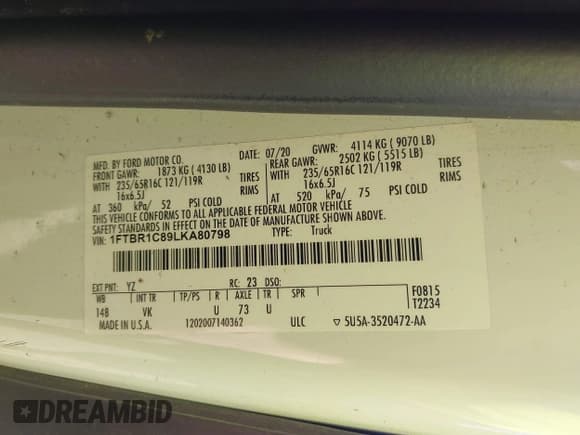 MFD. BY FORD MOTOR CO.
07/20 GVWR: 4114 KG ( 9070 LB)
FRONT GAWR: 1873 KG ( 4130 LB)
REAR GAWR: 2502 KG ( 5515 LB)
WITH 235/65R16C 121/119R TIRES
WITH 235/65R16C 121/119R TIRES
16x6.5J RIMS
16x6.5J RIMS
AT 360 kPa/ 52 PSI COLD
AT 520 kPa/ 75 PSI COLD
THIS VEHICLE CONFORMS TO ALL APPLICABLE FEDERAL MOTOR VEHICLE
SAFETY STANDARDS IN EFFECT ON THE DATE OF MANUFACTURE SHOWN ABOVE.
VIN: 1FTBR1C89LKA80798 TYPE: Truck
EXT PNT: YZ RC: 23 DSO:
WB INT TR TP/PS R AXLE TR SPR
148 VK U 73 U
F0815
T2234
MADE IN U.S.A. 1202007140362 ULC ▽ 5U5A-3520472-AA
DREAMBID